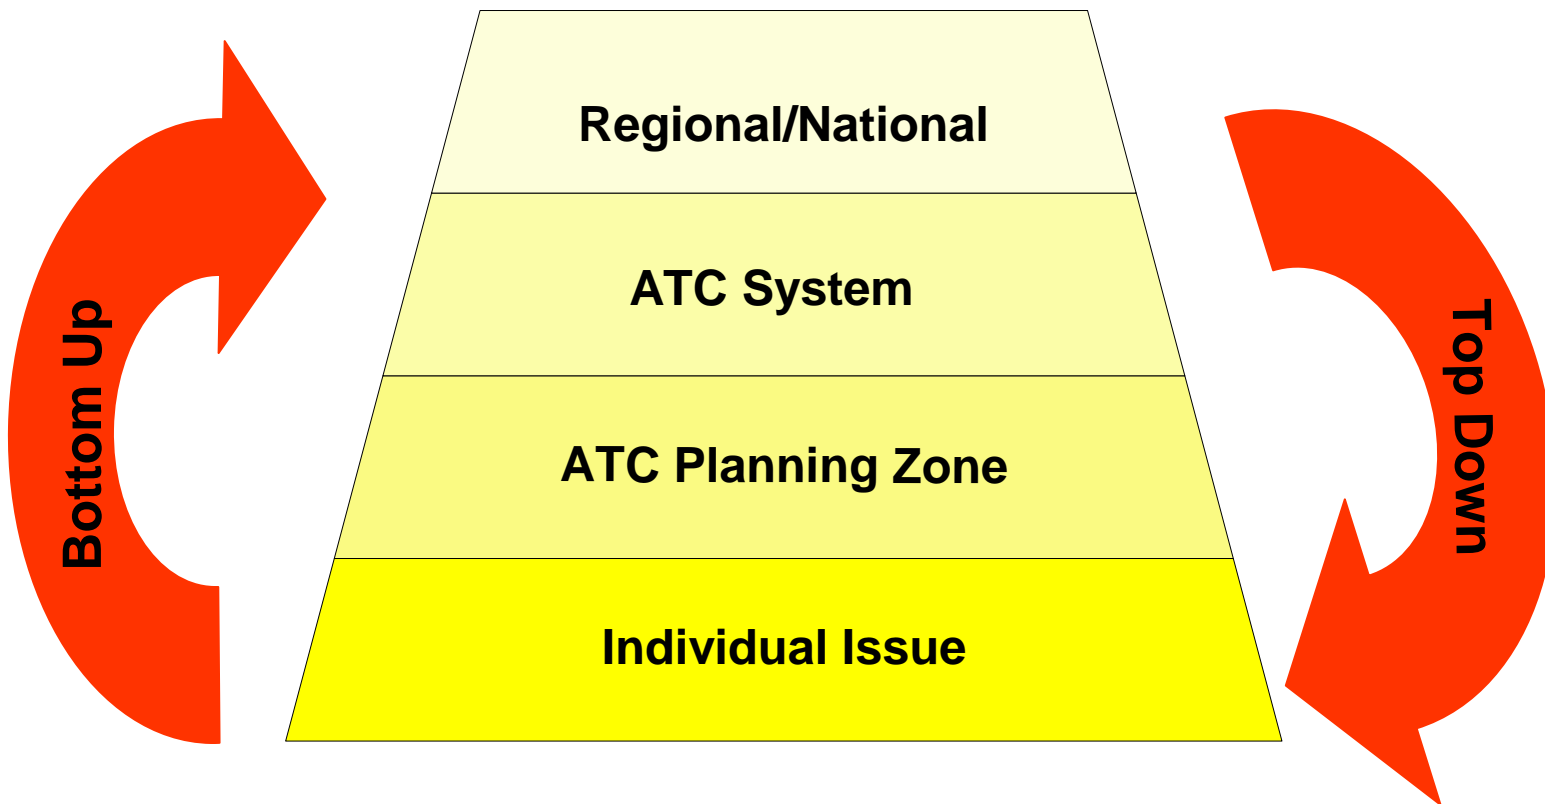 Regional/National
ATC System
ATC Planning Zone
Individual Issue
Bottom Up
Top Down